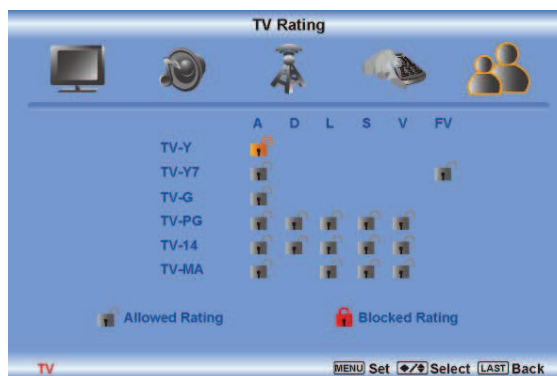 TV Rating
A D L S V FV
TV-Y
TV-Y7
TV-G
TV-PG
TV-14
TV-MA
Allowed Rating Blocked Rating
TV MENU Set Select LAST Back